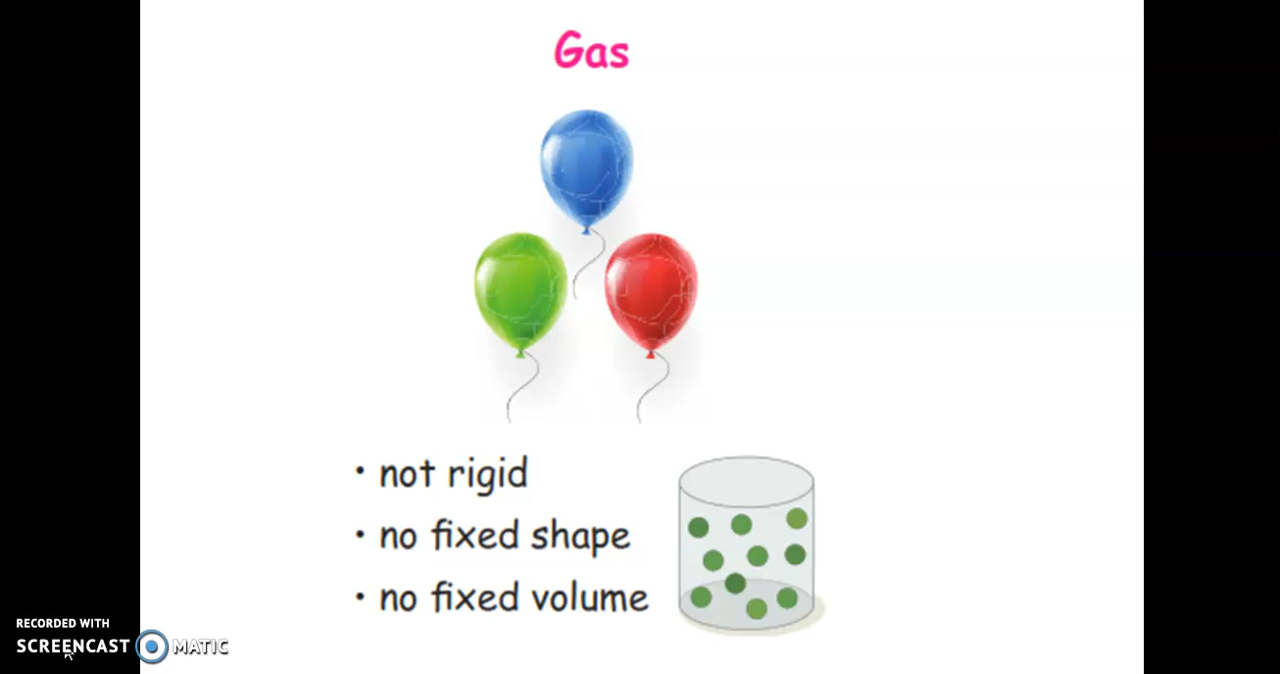 Gas
• not rigid
• no fixed shape
• no fixed volume
RECORDED WITH
SCREENCAST MATIC